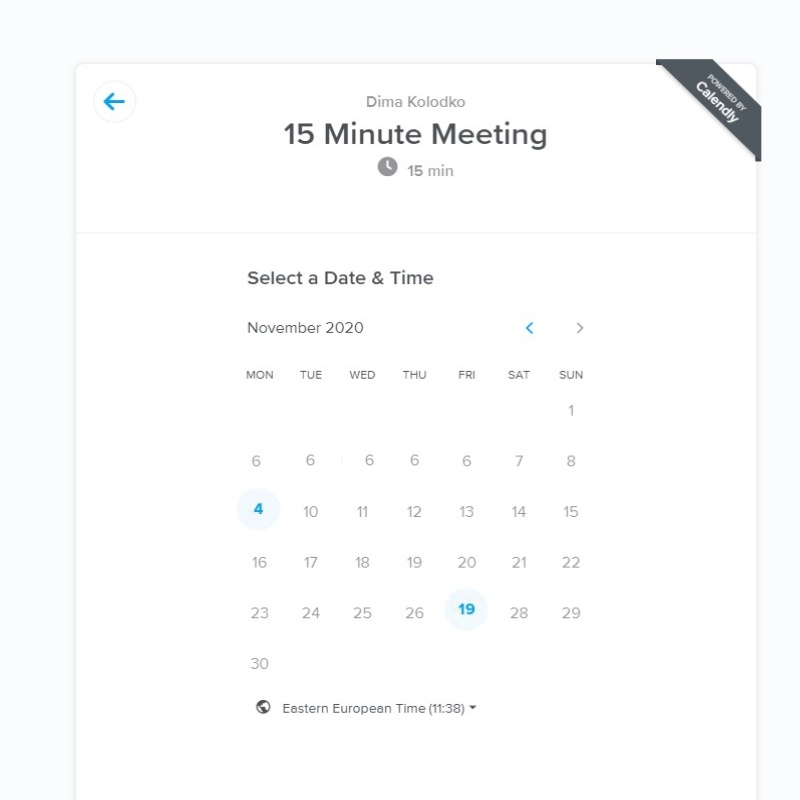 POWERED BY
Calendly
Dima Kolodko
15 Minute Meeting
15 min
Select a Date & Time
November 2020
MON TUE WED THU FRI SAT SUN
1
6 6 6 6 6 7 8
4 10 11 12 13 14 15
16 17 18 19 20 21 22
23 24 25 26 19 28 29
30
Eastern European Time (11:38)